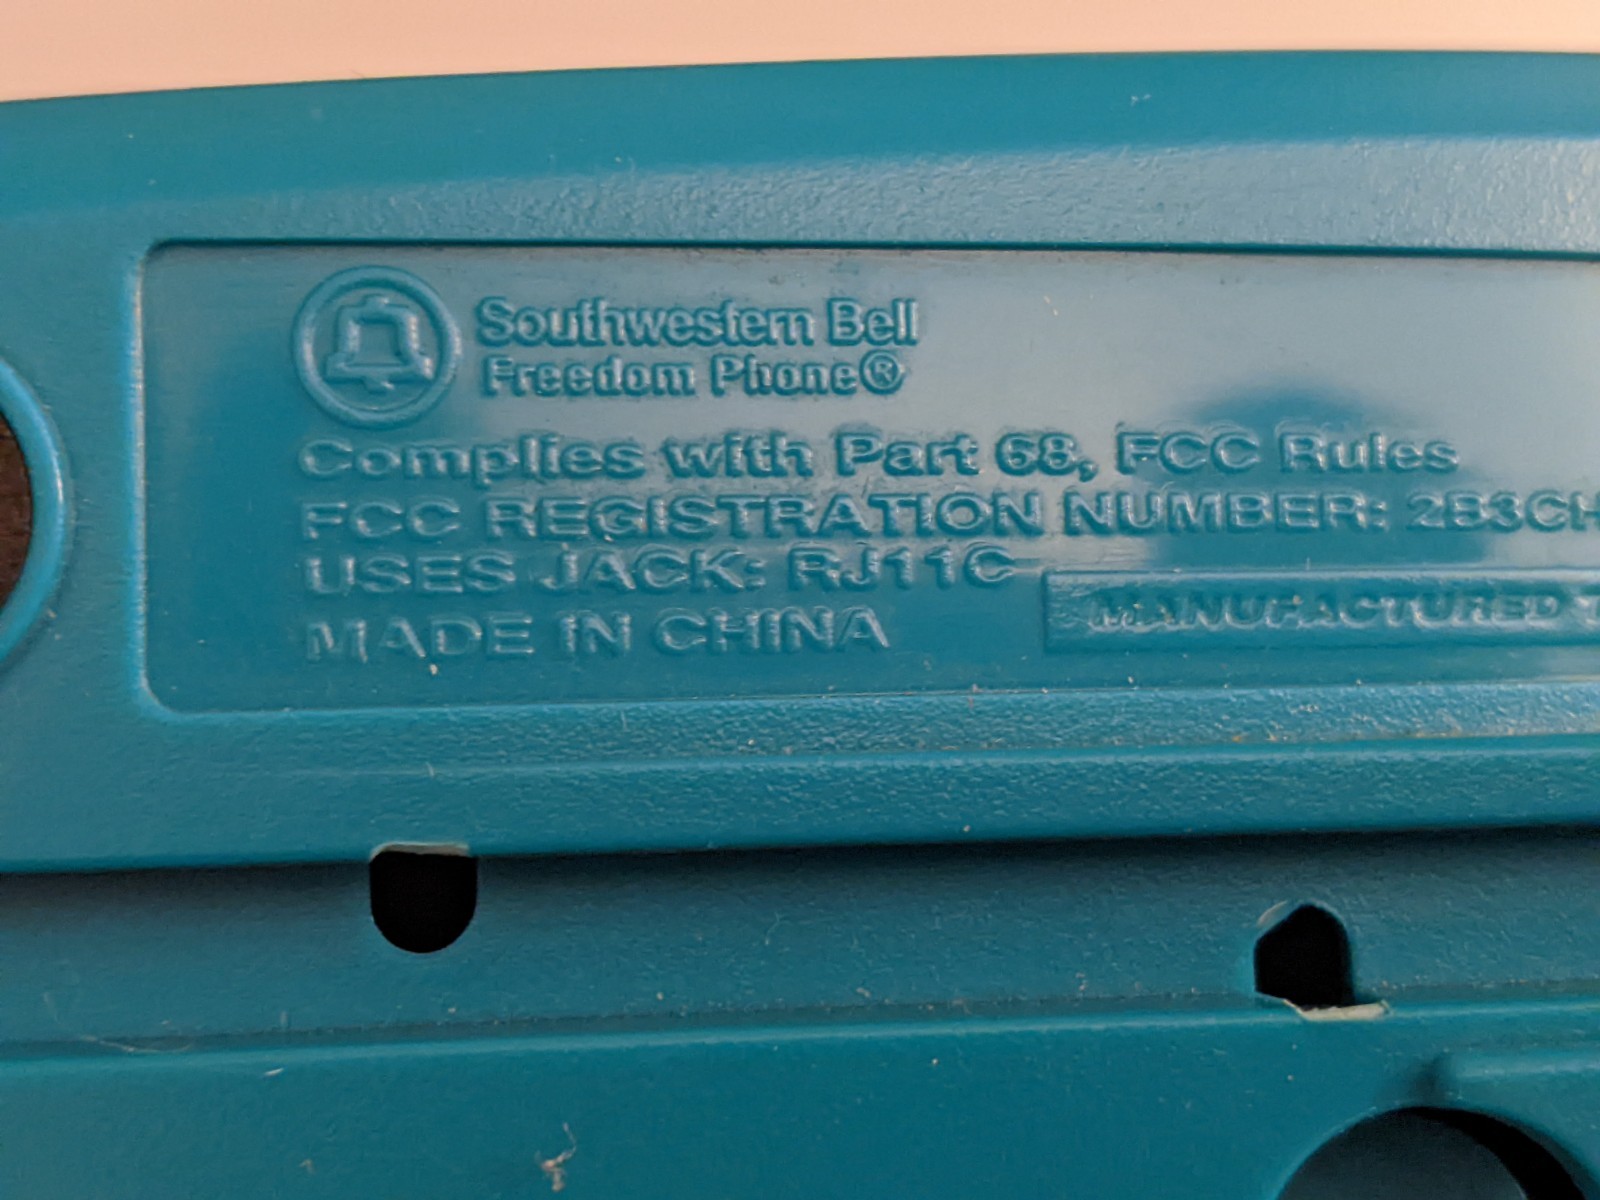 Southwestern Bell
Freedom Phone®
Complies with Part 68, FCC Rules
FCC REGISTRATION NUMBER: 2B3CH
USES JACK: RJ11C
MANUFACTURED T
MADE IN CHINA